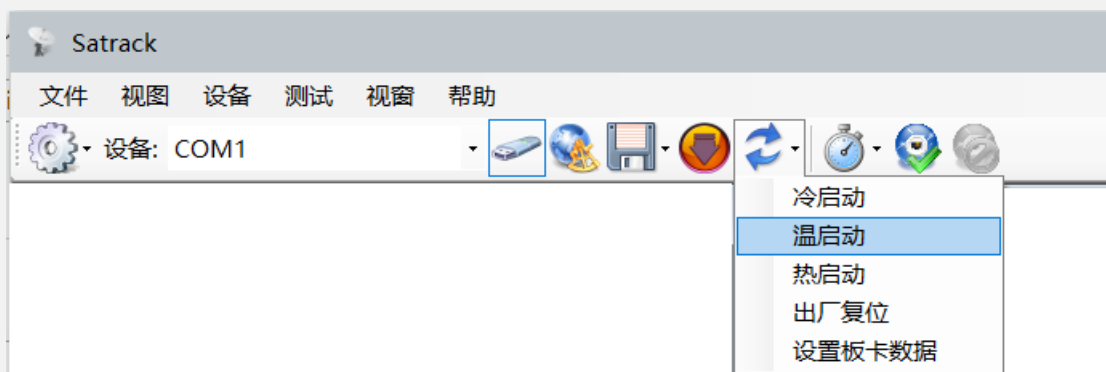 Satrack
文件 视图 设备 测试 视窗 帮助
设备: COM1
冷启动
温启动
热启动
出厂复位
设置板卡数据